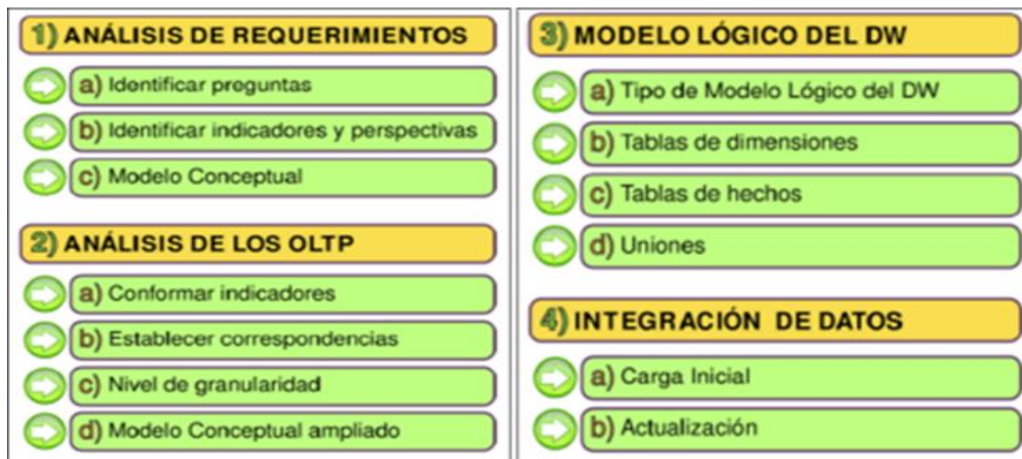 1) ANÁLISIS DE REQUERIMIENTOS
a) Identificar preguntas
b) Identificar indicadores y perspectivas
c) Modelo Conceptual
2) ANÁLISIS DE LOS OLTP
a) Conformar indicadores
b) Establecer correspondencias
c) Nivel de granularidad
d) Modelo Conceptual ampliado
3) MODELO LÓGICO DEL DW
a) Tipo de Modelo Lógico del DW
b) Tablas de dimensiones
c) Tablas de hechos
d) Uniones
4) INTEGRACIÓN DE DATOS
a) Carga Inicial
b) Actualización